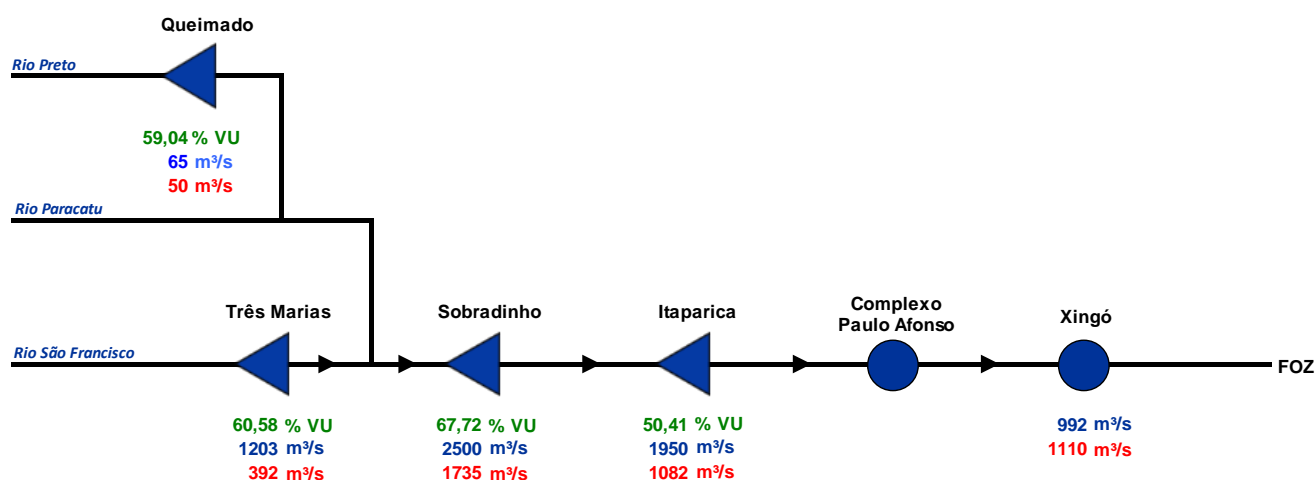 Queimado
Rio Preto
59,04 % VU
65 m³/s
50 m³/s
Rio Paracatu
Três Marias
Sobradinho
Itaparica
Complexo
Paulo Afonso
Xingó
Rio São Francisco
FOZ
60,58 % VU
1203 m³/s
392 m³/s
67,72 % VU
2500 m³/s
1735 m³/s
50,41 % VU
1950 m³/s
1082 m³/s
992 m³/s
1110 m³/s